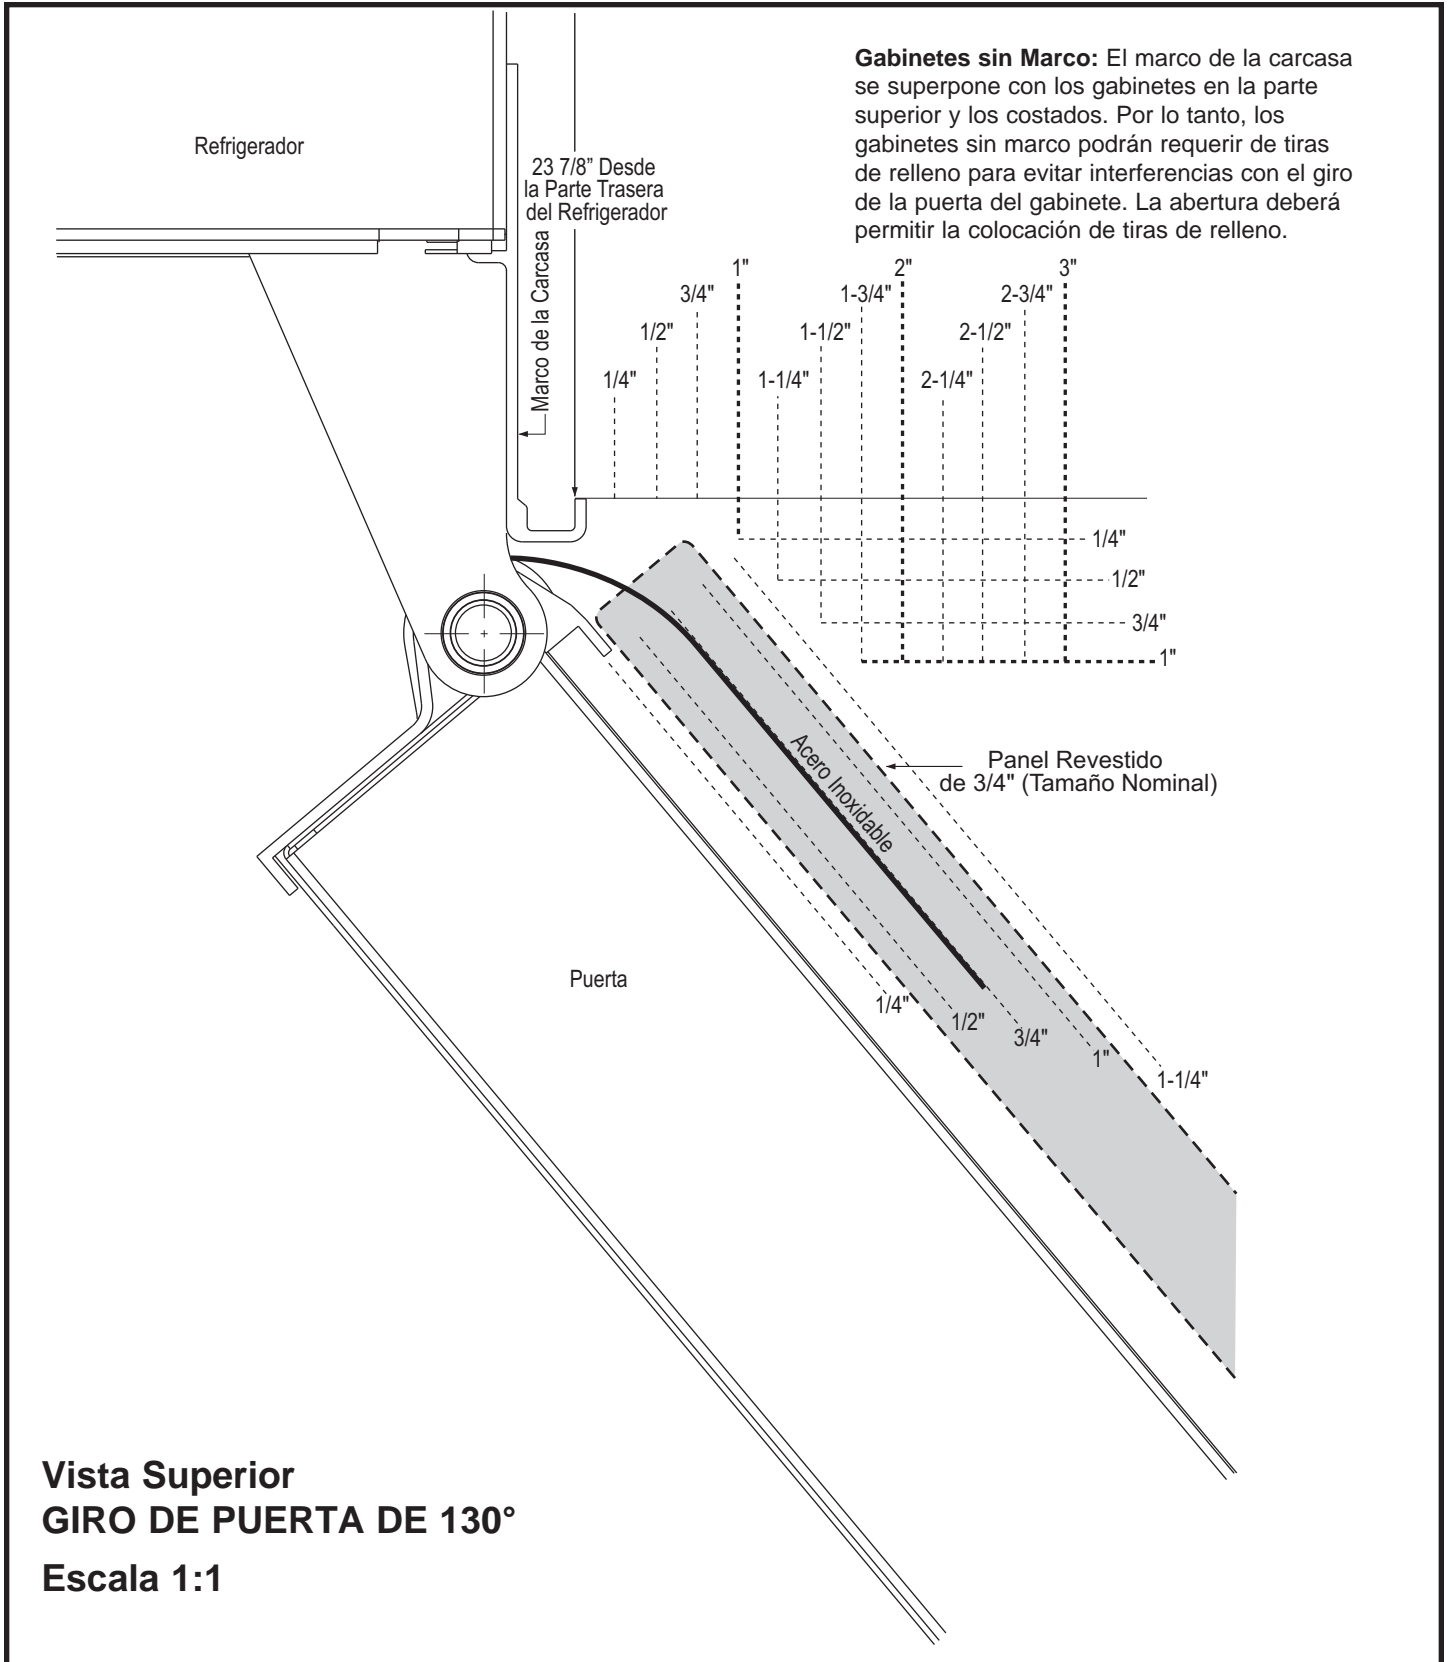 Gabinetes sin Marco: El marco de la carcasa
se superpone con los gabinetes en la parte
superior y los costados. Por lo tanto, los
gabinetes sin marco podrán requerir de tiras
de relleno para evitar interferencias con el giro
de la puerta del gabinete. La abertura deberá
permitir la colocación de tiras de relleno.
Refrigerador
23 7/8” Desde
la Parte Trasera
del Refrigerador
Marco de la Carcasa
1/4"
1/2"
3/4"
1"
1-1/4"
1-1/2"
1-3/4"
2"
2-1/4"
2-1/2"
2-3/4"
3"
1/4"
1/2"
3/4"
1"
Panel Revestido
de 3/4" (Tamaño Nominal)
Acero Inoxidable
Puerta
1/4"
1/2"
3/4"
1"
1-1/4"
Vista Superior
GIRO DE PUERTA DE 130°
Escala 1:1